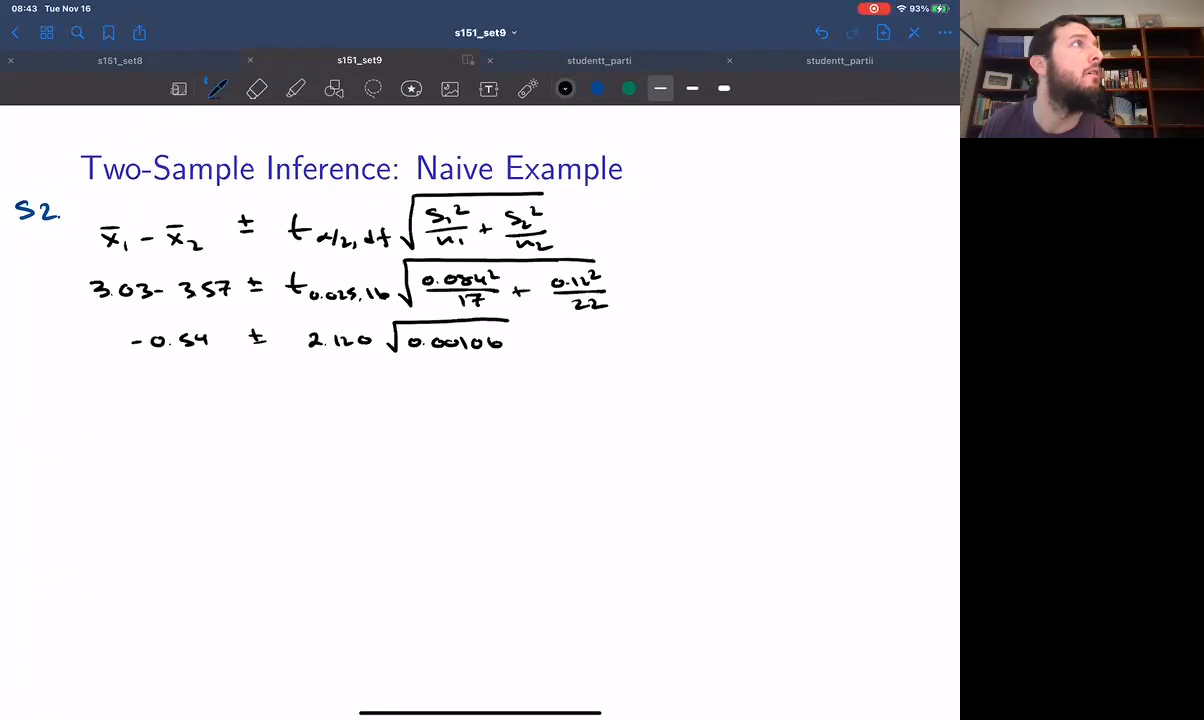 08:43 Tue Nov 16
93%
s151_set9
s151_set8
s151_set9
studentt_parti
studentt_partii
T
Two-Sample Inference: Naive Example
S2.
x̄₁ - x̄₂ ± t α/2, df √(s₁²/n₁ + s₂²/n₂)
3.03 - 3.57 ± t 0.025, 16 √(0.084²/17 + 0.12²/22)
-0.54 ± 2.120 √0.00106